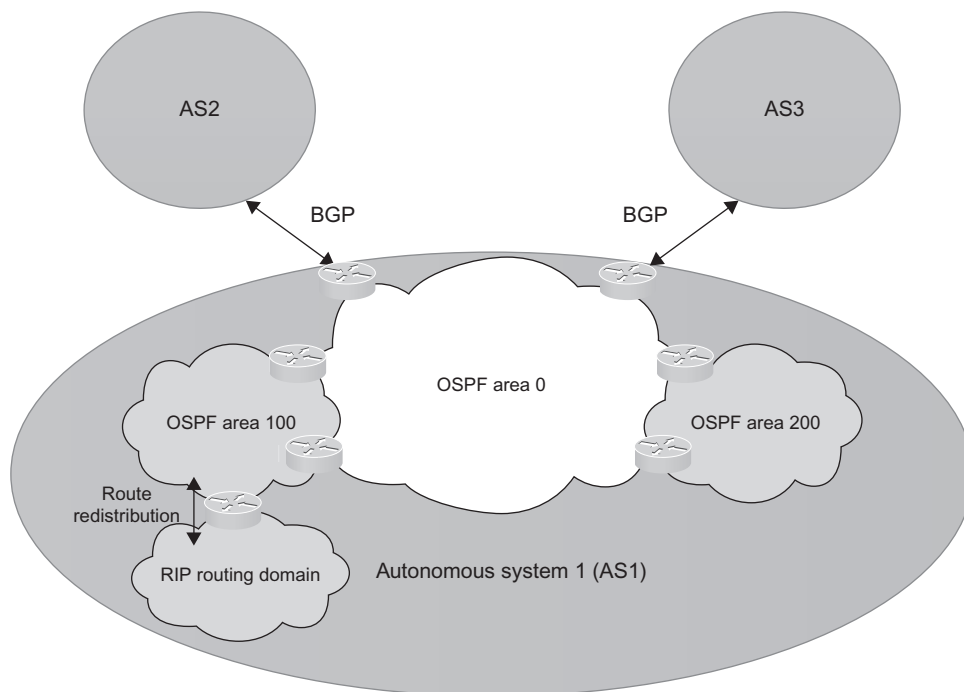 AS2
AS3
BGP
BGP
OSPF area 0
OSPF area 100
OSPF area 200
Route
redistribution
RIP routing domain
Autonomous system 1 (AS1)